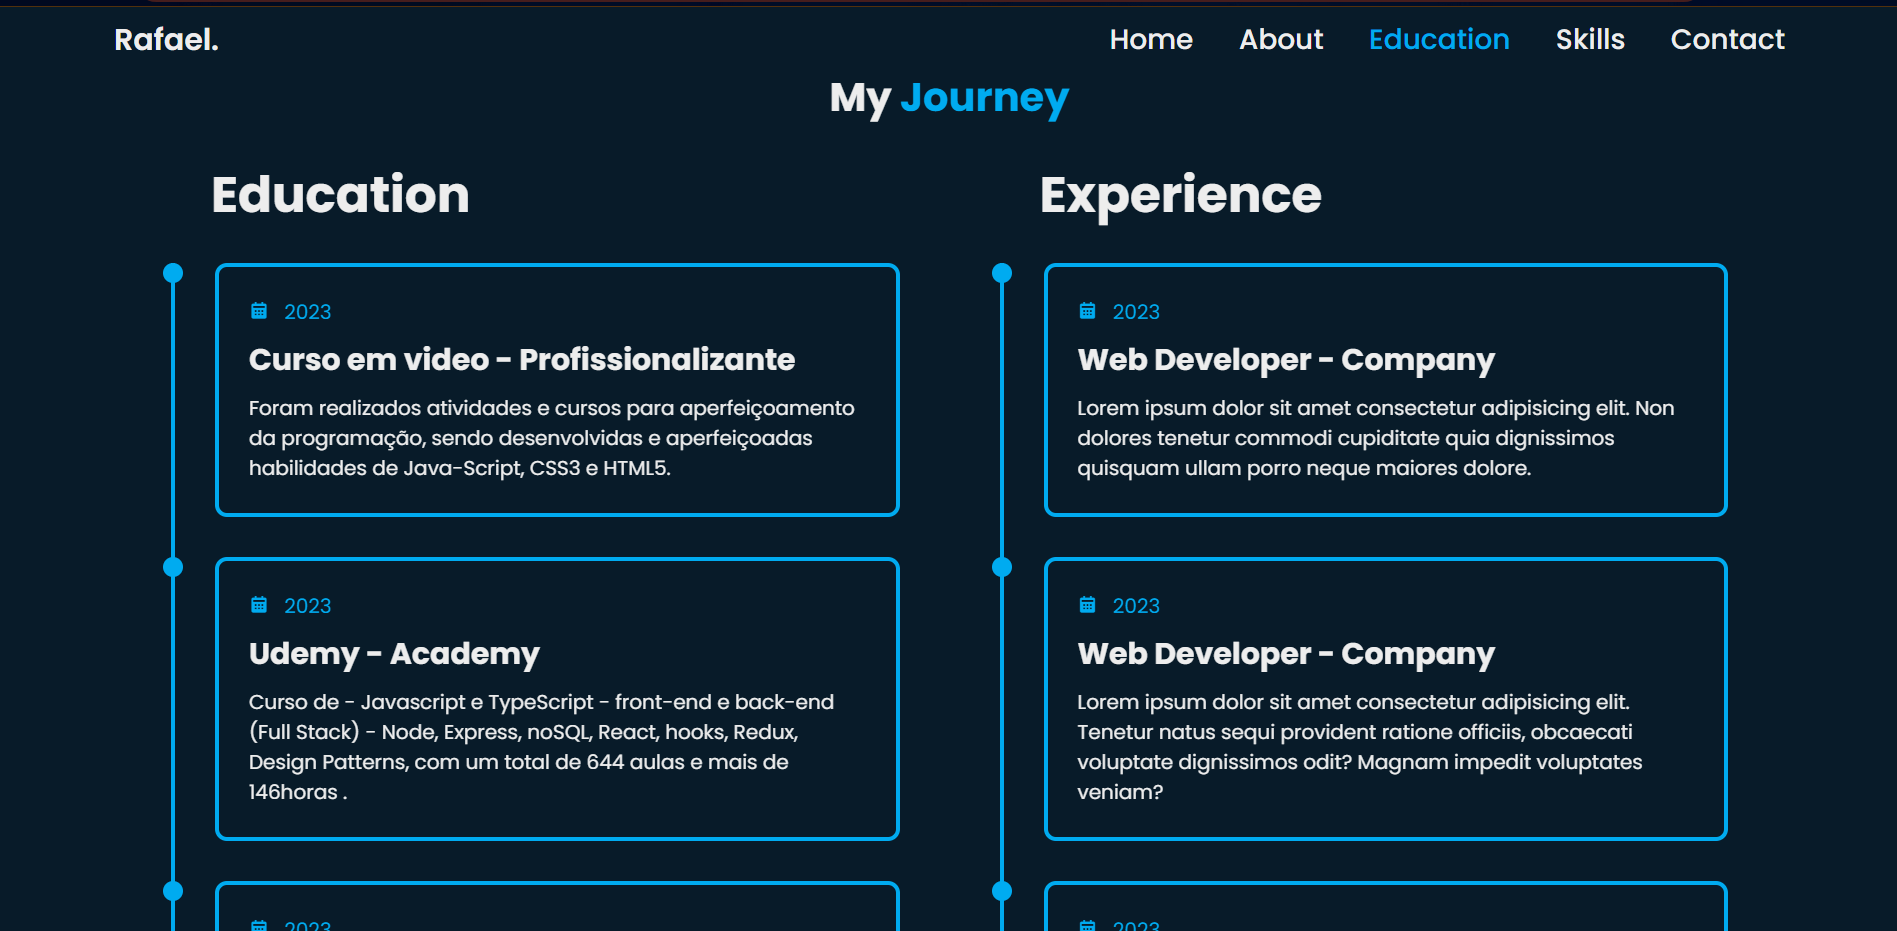 Rafael.
Home About Education Skills Contact
My Journey
Education
2023
Curso em video - Profissionalizante
Foram realizados atividades e cursos para aperfeiçoamento
da programação, sendo desenvolvidas e aperfeiçoadas
habilidades de Java-Script, CSS3 e HTML5.
2023
Udemy - Academy
Curso de - Javascript e TypeScript - front-end e back-end
(Full Stack) - Node, Express, noSQL, React, hooks, Redux,
Design Patterns, com um total de 644 aulas e mais de
146horas .
2023
Experience
2023
Web Developer - Company
Lorem ipsum dolor sit amet consectetur adipisicing elit. Non
dolores tenetur commodi cupiditate quia dignissimos
quisquam ullam porro neque maiores dolore.
2023
Web Developer - Company
Lorem ipsum dolor sit amet consectetur adipisicing elit.
Tenetur natus sequi provident ratione officiis, obcaecati
voluptate dignissimos odit? Magnam impedit voluptates
veniam?
2023